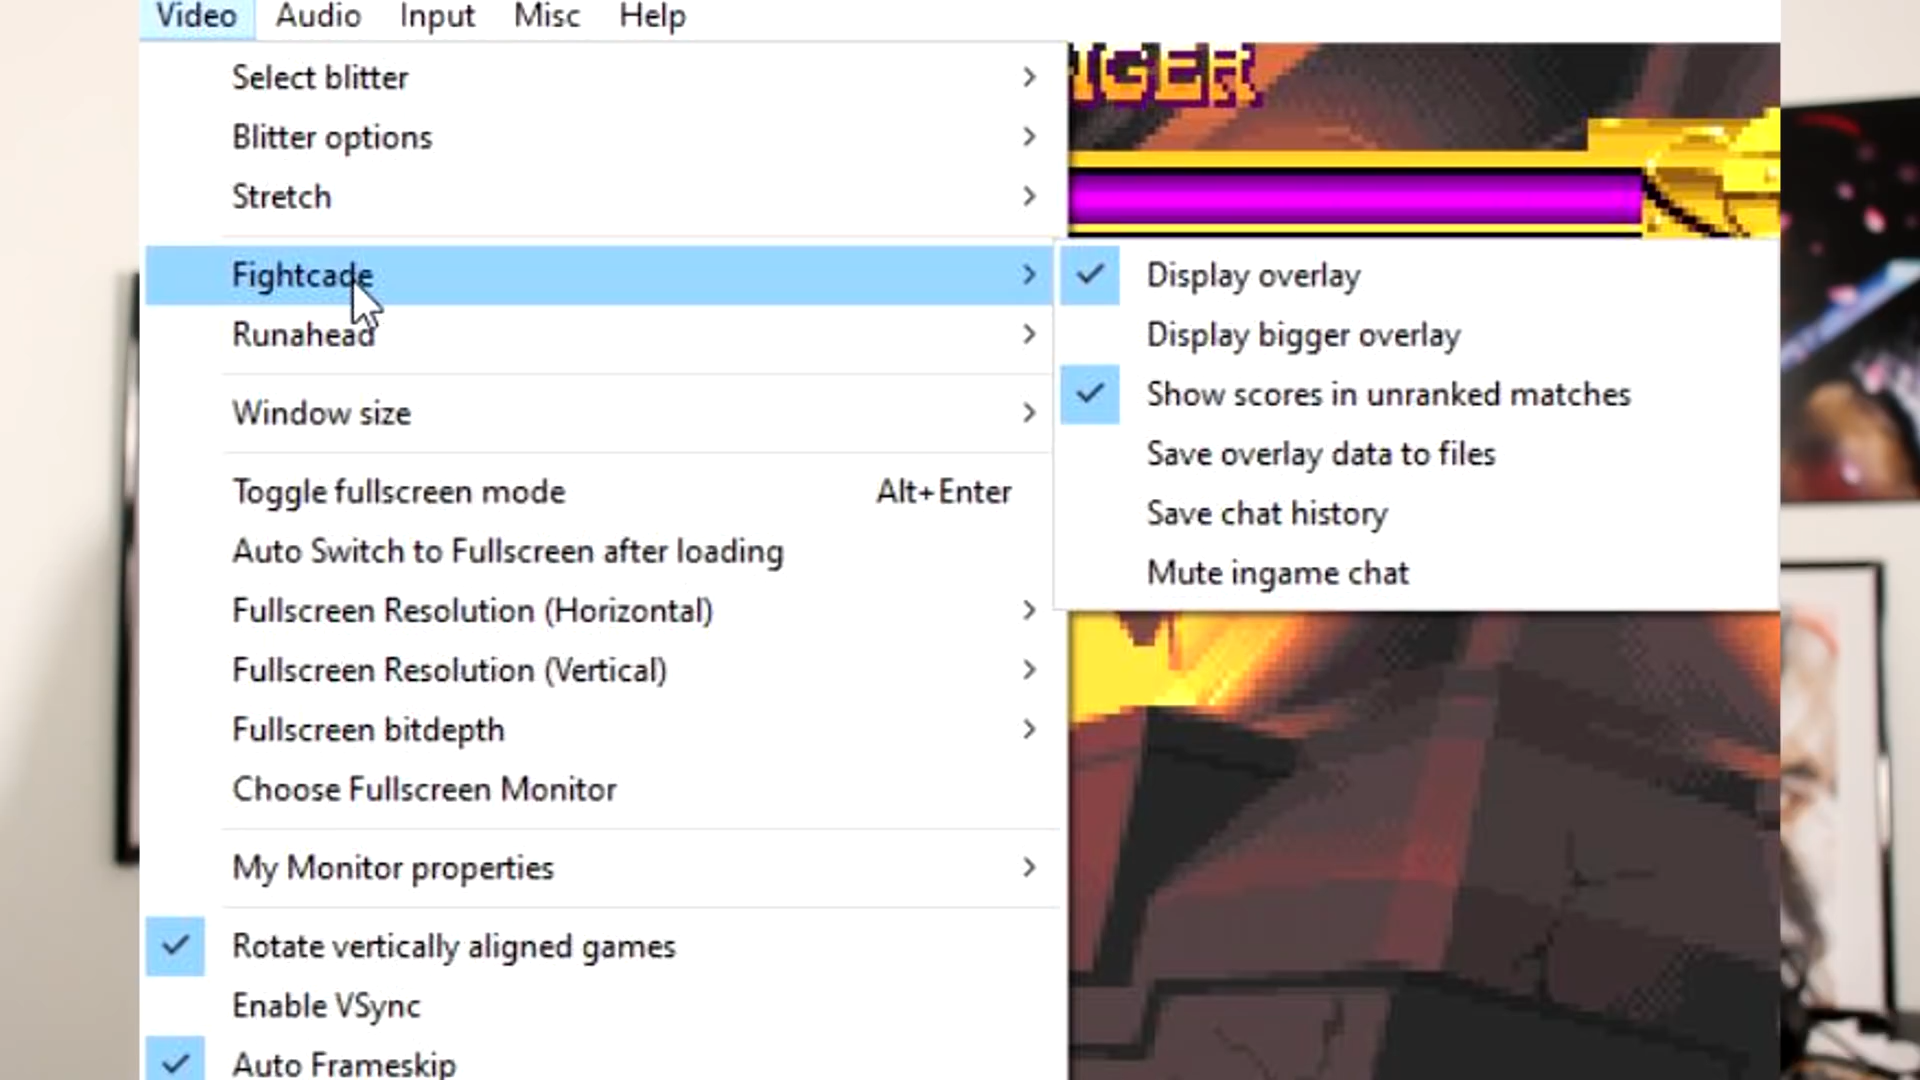 Video Audio Input Misc Help
Select blitter
Blitter options
Stretch
Fightcade
Runahead
Window size
Toggle fullscreen mode Alt+Enter
Auto Switch to Fullscreen after loading
Fullscreen Resolution (Horizontal)
Fullscreen Resolution (Vertical)
Fullscreen bitdepth
Choose Fullscreen Monitor
My Monitor properties
Rotate vertically aligned games
Enable VSync
Auto Frameskip
Display overlay
Display bigger overlay
Show scores in unranked matches
Save overlay data to files
Save chat history
Mute ingame chat